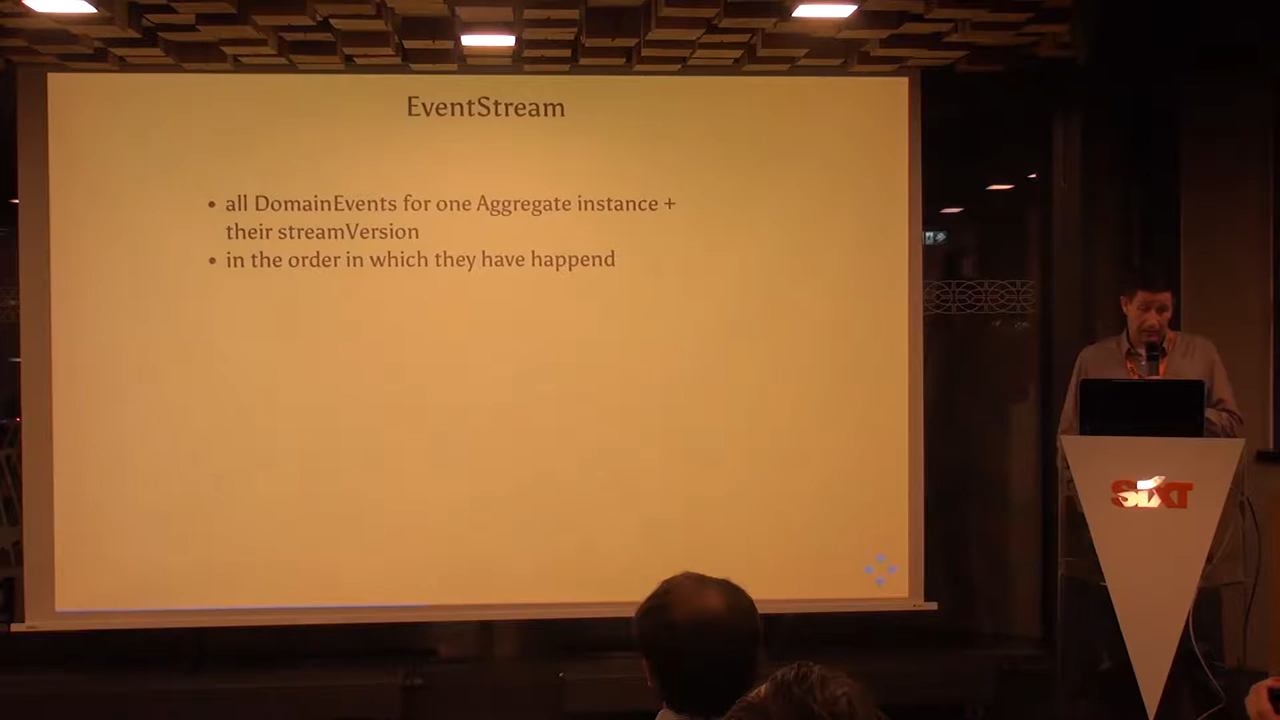 EventStream
• all DomainEvents for one Aggregate instance +
their streamVersion
• in the order in which they have happend
SIXT